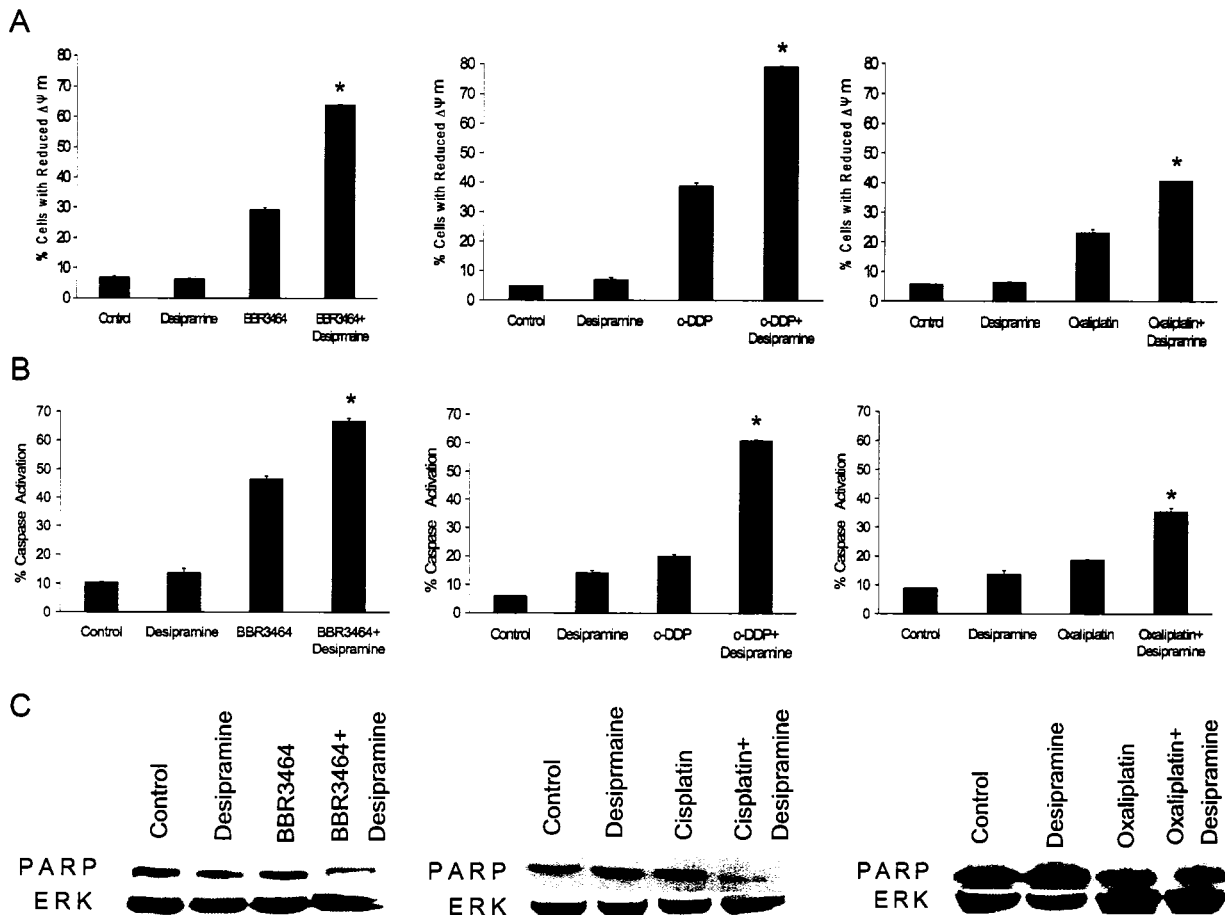 A
% Cells with Reduced ΔΨm
80
70
60
50
40
30
20
10
0
*
Control
Desipramine
BBR3464
BBR3464+
Desiprmaine
% Cells with Reduced ΔΨm
80
70
60
50
40
30
20
10
0
*
Control
Desipramine
c-DDP
c-DDP+
Desipramine
% Cells with Reduced ΔΨm
80
70
60
50
40
30
20
10
0
*
Control
Desipramine
Oxaliplatin
Oxaliplatin+
Desipramine
B
% Caspase Activation
70
60
50
40
30
20
10
0
*
Control
Desipramine
BBR3464
BBR3464+
Desipramine
% Caspase Activation
70
60
50
40
30
20
10
0
*
Control
Desipramine
c-DDP
c-DDP+
Desipramine
% Caspase Activation
70
60
50
40
30
20
10
0
*
Control
Desipramine
Oxaliplatin
Oxaliplatin+
Desipramine
C
Control
Desipramine
BBR3464
BBR3464+
Desipramine
PARP
ERK
Control
Desiprmaine
Cisplatin
Cisplatin+
Desipramine
PARP
ERK
Control
Desipramine
Oxaliplatin
Oxaliplatin+
Desipramine
PARP
ERK